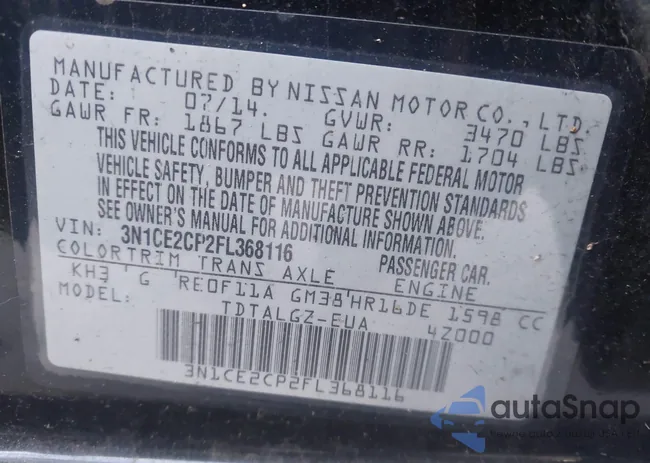 MANUFACTURED BY NISSAN MOTOR CO., LTD.
DATE: 07/14. GVWR: 3470 LBS
GAWR FR: 1867 LBS GAWR RR: 1704 LBS
THIS VEHICLE CONFORMS TO ALL APPLICABLE FEDERAL MOTOR
VEHICLE SAFETY, BUMPER AND THEFT PREVENTION STANDARDS
IN EFFECT ON THE DATE OF MANUFACTURE SHOWN ABOVE.
SEE OWNER'S MANUAL FOR ADDITIONAL INFORMATION.
VIN: 3N1CE2CP2FL368116 PASSENGER CAR.
COLOR TRIM TRANS AXLE ENGINE
KH3 G RE0F11A GM38 HR16DE 1598 CC
MODEL: TDTALGZ-EUA 4Z000
3N1CE2CP2FL368116
autoSnap